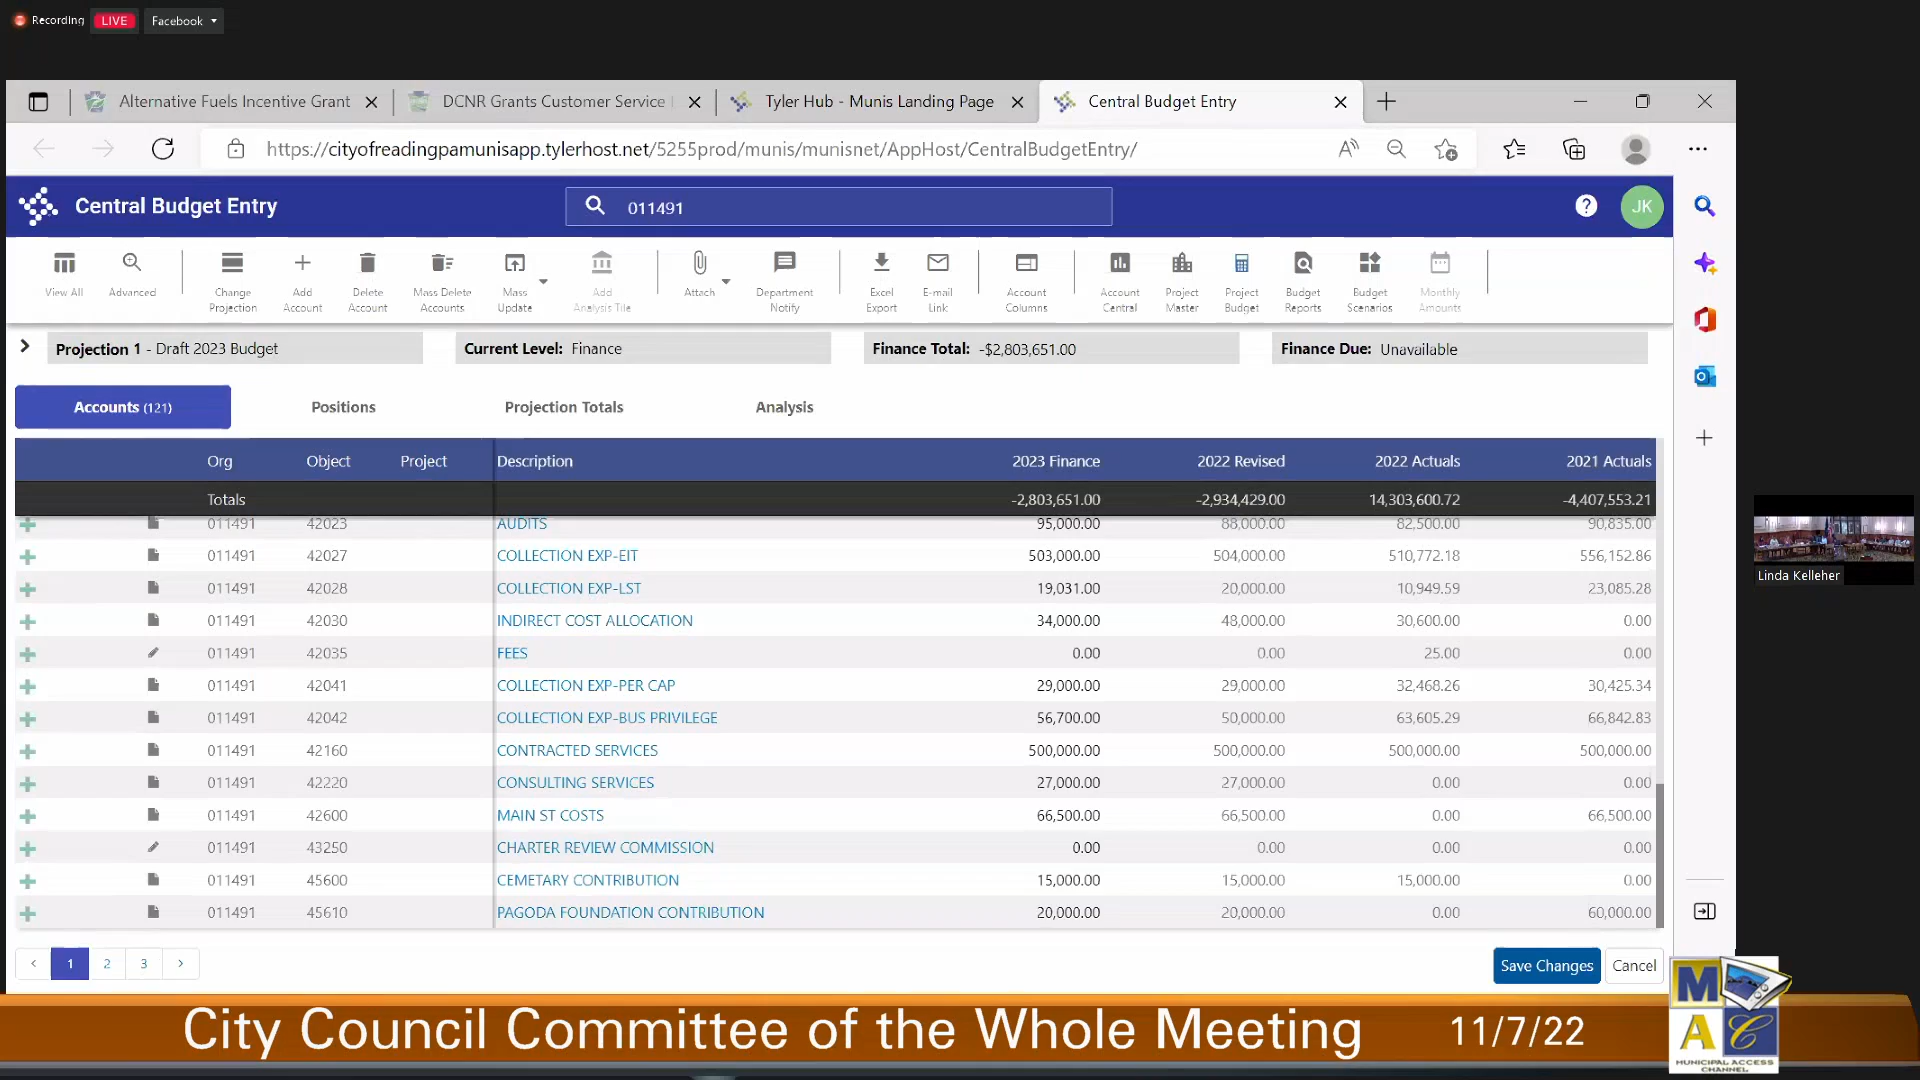 Recording LIVE Facebook
Alternative Fuels Incentive Grant DCNR Grants Customer Service Tyler Hub - Munis Landing Page Central Budget Entry
https://cityofreadingpamunisapp.tylerhost.net/5255prod/munis/munisnet/AppHost/CentralBudgetEntry/
Central Budget Entry 011491 ? JK
View All Advanced Change Projection Add Account Delete Account Mass Delete Accounts Mass Update Add Analysis Tile Attach Department Notify Excel Export E-mail Link Account Columns Account Central Project Master Project Budget Budget Reports Budget Scenarios Monthly Amounts
Projection 1 - Draft 2023 Budget Current Level: Finance Finance Total: -$2,803,651.00 Finance Due: Unavailable
Accounts (121) Positions Projection Totals Analysis
Org Object Project Description 2023 Finance 2022 Revised 2022 Actuals 2021 Actuals
Totals -2,803,651.00 -2,934,429.00 14,303,600.72 -4,407,553.21
011491 42023 AUDITS 95,000.00 88,000.00 82,500.00 90,835.00
011491 42027 COLLECTION EXP-EIT 503,000.00 504,000.00 510,772.18 556,152.86
011491 42028 COLLECTION EXP-LST 19,031.00 20,000.00 10,949.59 23,085.28
011491 42030 INDIRECT COST ALLOCATION 34,000.00 48,000.00 30,600.00 0.00
011491 42035 FEES 0.00 0.00 25.00 0.00
011491 42041 COLLECTION EXP-PER CAP 29,000.00 29,000.00 32,468.26 30,425.34
011491 42042 COLLECTION EXP-BUS PRIVILEGE 56,700.00 50,000.00 63,605.29 66,842.83
011491 42160 CONTRACTED SERVICES 500,000.00 500,000.00 500,000.00 500,000.00
011491 42220 CONSULTING SERVICES 27,000.00 27,000.00 0.00 0.00
011491 42600 MAIN ST COSTS 66,500.00 66,500.00 0.00 66,500.00
011491 43250 CHARTER REVIEW COMMISSION 0.00 0.00 0.00 0.00
011491 45600 CEMETARY CONTRIBUTION 15,000.00 15,000.00 15,000.00 0.00
011491 45610 PAGODA FOUNDATION CONTRIBUTION 20,000.00 20,000.00 0.00 60,000.00
1 2 3
Save Changes Cancel
Linda Kelleher
City Council Committee of the Whole Meeting 11/7/22
MAC
MUNICIPAL ACCESS
CHANNEL